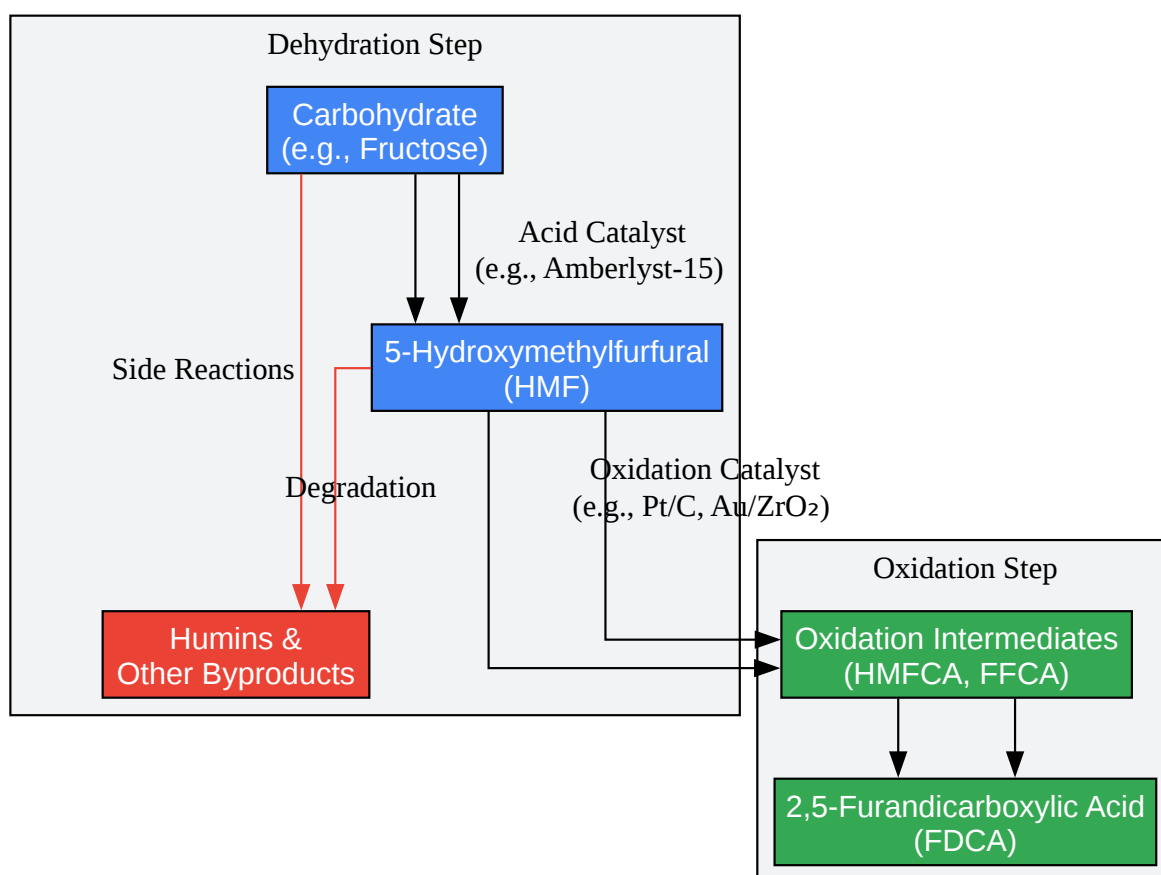 Dehydration Step
Carbohydrate
(e.g., Fructose)
Acid Catalyst
(e.g., Amberlyst-15)
5-Hydroxymethylfurfural
(HMF)
Side Reactions
Degradation
Oxidation Catalyst
(e.g., Pt/C, Au/ZrO₂)
Humins &
Other Byproducts
Oxidation Step
Oxidation Intermediates
(HMFCA, FFCA)
2,5-Furandicarboxylic Acid
(FDCA)